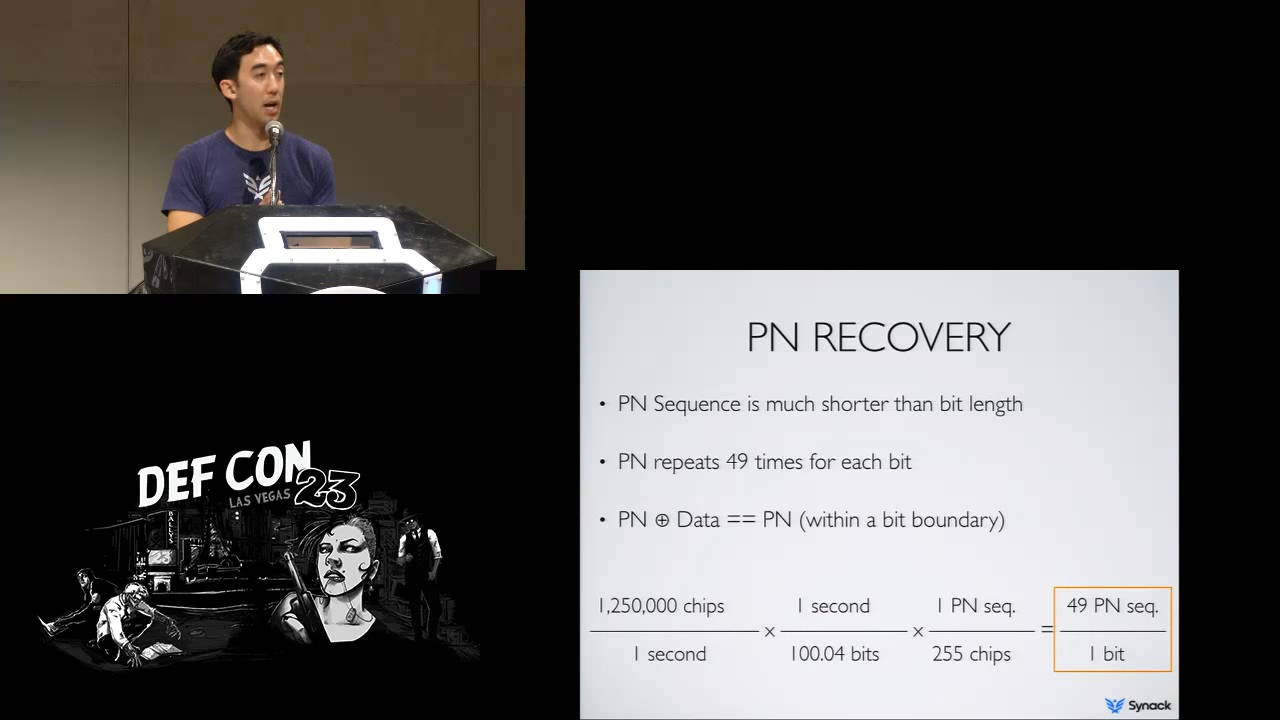 PN RECOVERY
• PN Sequence is much shorter than bit length
• PN repeats 49 times for each bit
• PN ⊕ Data == PN (within a bit boundary)
1,250,000 chips 1 second 1 PN seq. 49 PN seq.
x x =
1 second 100.04 bits 255 chips 1 bit
Synack
DEF CON
LAS VEGAS 23
BALLY'S